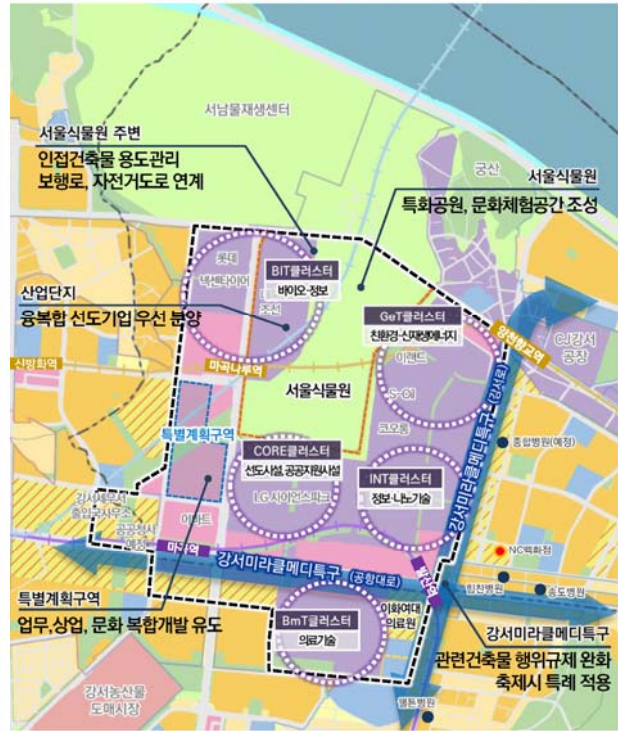 서남물재생센터
서울식물원 주변
인접건축물 용도관리
보행로, 자전거도로 연계
궁산
서울식물원
특화공원, 문화체험공간 조성
롯데
넥센타이어
BIT클러스터
바이오·정보
조선
산업단지
융복합 선도기업 우선 분양
GeT클러스터
친환경·신재생에너지
양천향교역
CJ강서
공장
이랜드
신방화역
마곡나루역
서울식물원
S-Oil
코오롱
특별계획구역
강서미라클메디특구 (강서로)
종합병원(예정)
CORE클러스터
선도시설, 공공지원시설
LG사이언스파크
INT클러스터
정보·나노기술
강서세무서
출입국사무소
공공청사
예정
이마트
마곡역
강서미라클메디특구 (공항대로)
발산역
NC백화점
힘찬병원
송도병원
특별계획구역
업무,상업, 문화 복합개발 유도
BmT클러스터
의료기술
이화여대
의료원
강서미라클메디특구
관련건축물 행위규제 완화
축제시 특례 적용
강서농산물
도매시장
웰튼병원